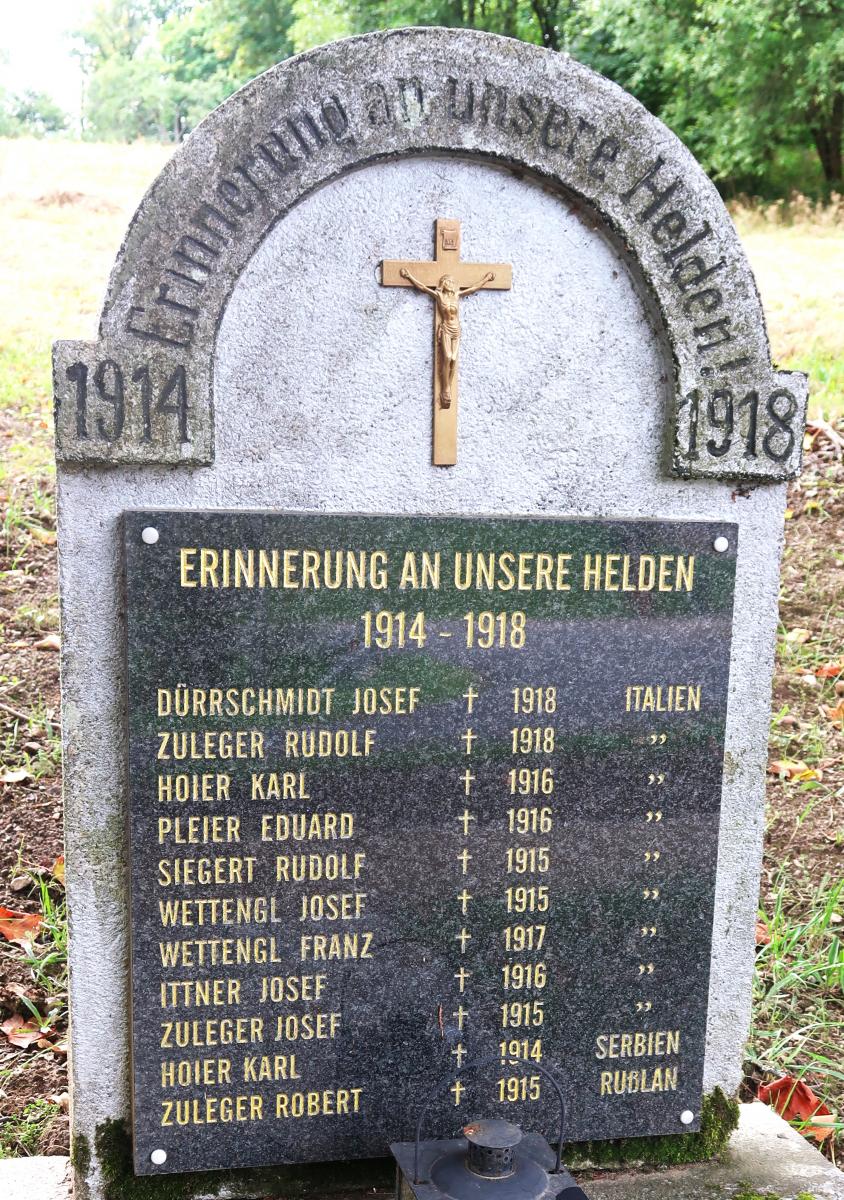 Erinnerung an unsere Helden!
1914 1918
ERINNERUNG AN UNSERE HELDEN
1914 - 1918
DÜRRSCHMIDT JOSEF † 1918 ITALIEN
ZULEGER RUDOLF † 1918 ”
HOIER KARL † 1916 ”
PLEIER EDUARD † 1916 ”
SIEGERT RUDOLF † 1915 ”
WETTENGL JOSEF † 1915 ”
WETTENGL FRANZ † 1917 ”
ITTNER JOSEF † 1916 ”
ZULEGER JOSEF † 1915 ”
HOIER KARL † 1914 SERBIEN
ZULEGER ROBERT † 1915 RUßLAN